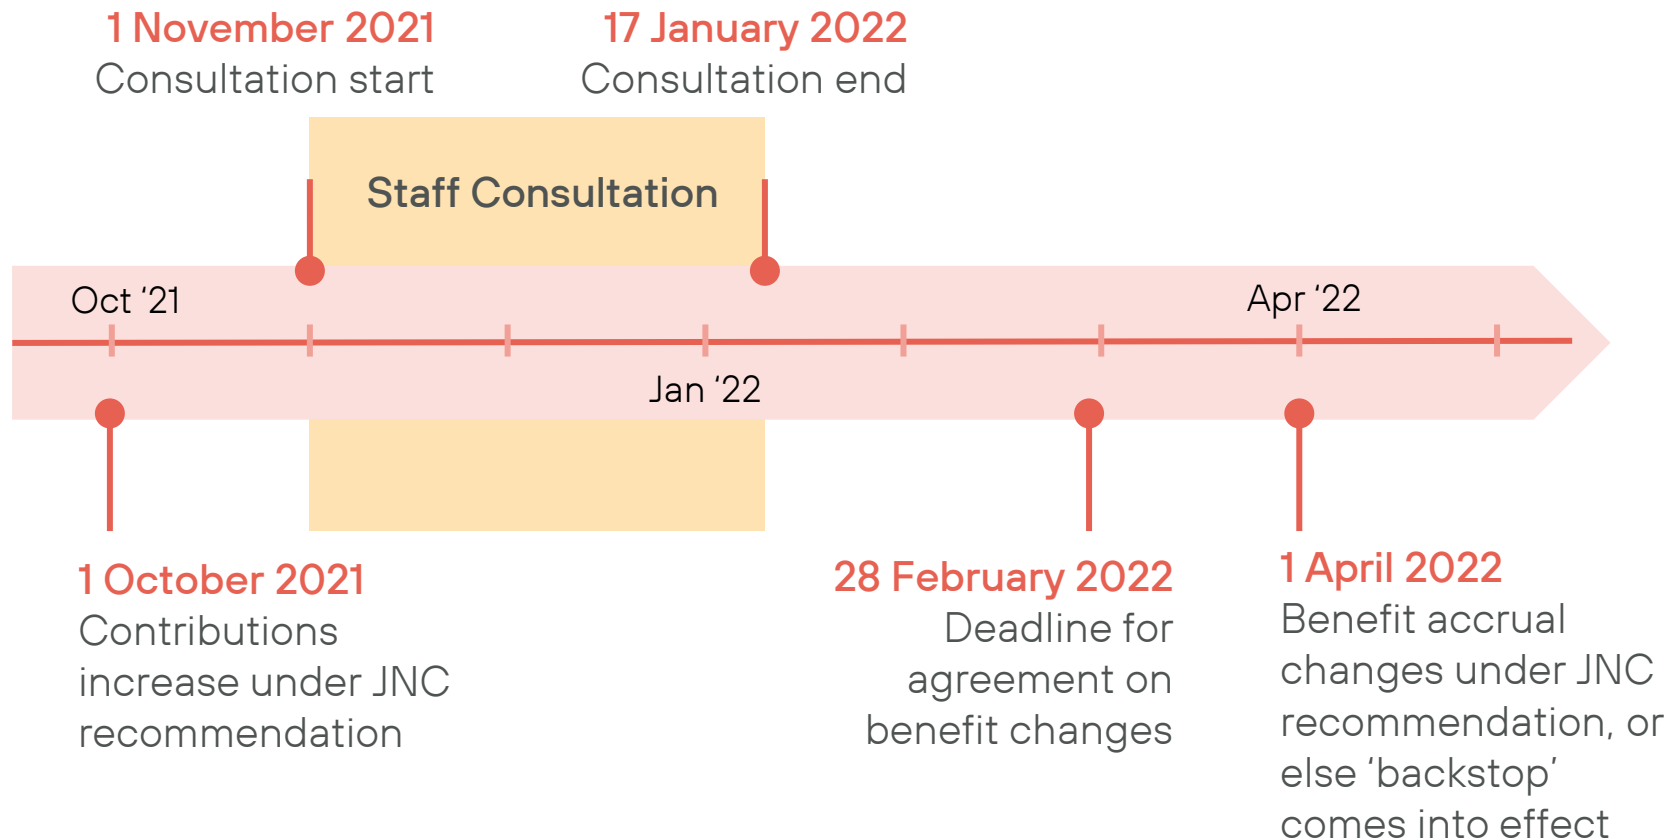 1 November 2021
Consultation start
17 January 2022
Consultation end
Staff Consultation
Oct ‘21
Apr ‘22
Jan ‘22
1 October 2021
Contributions
increase under JNC
recommendation
28 February 2022
Deadline for
agreement on
benefit changes
1 April 2022
Benefit accrual
changes under JNC
recommendation, or
else ‘backstop’
comes into effect